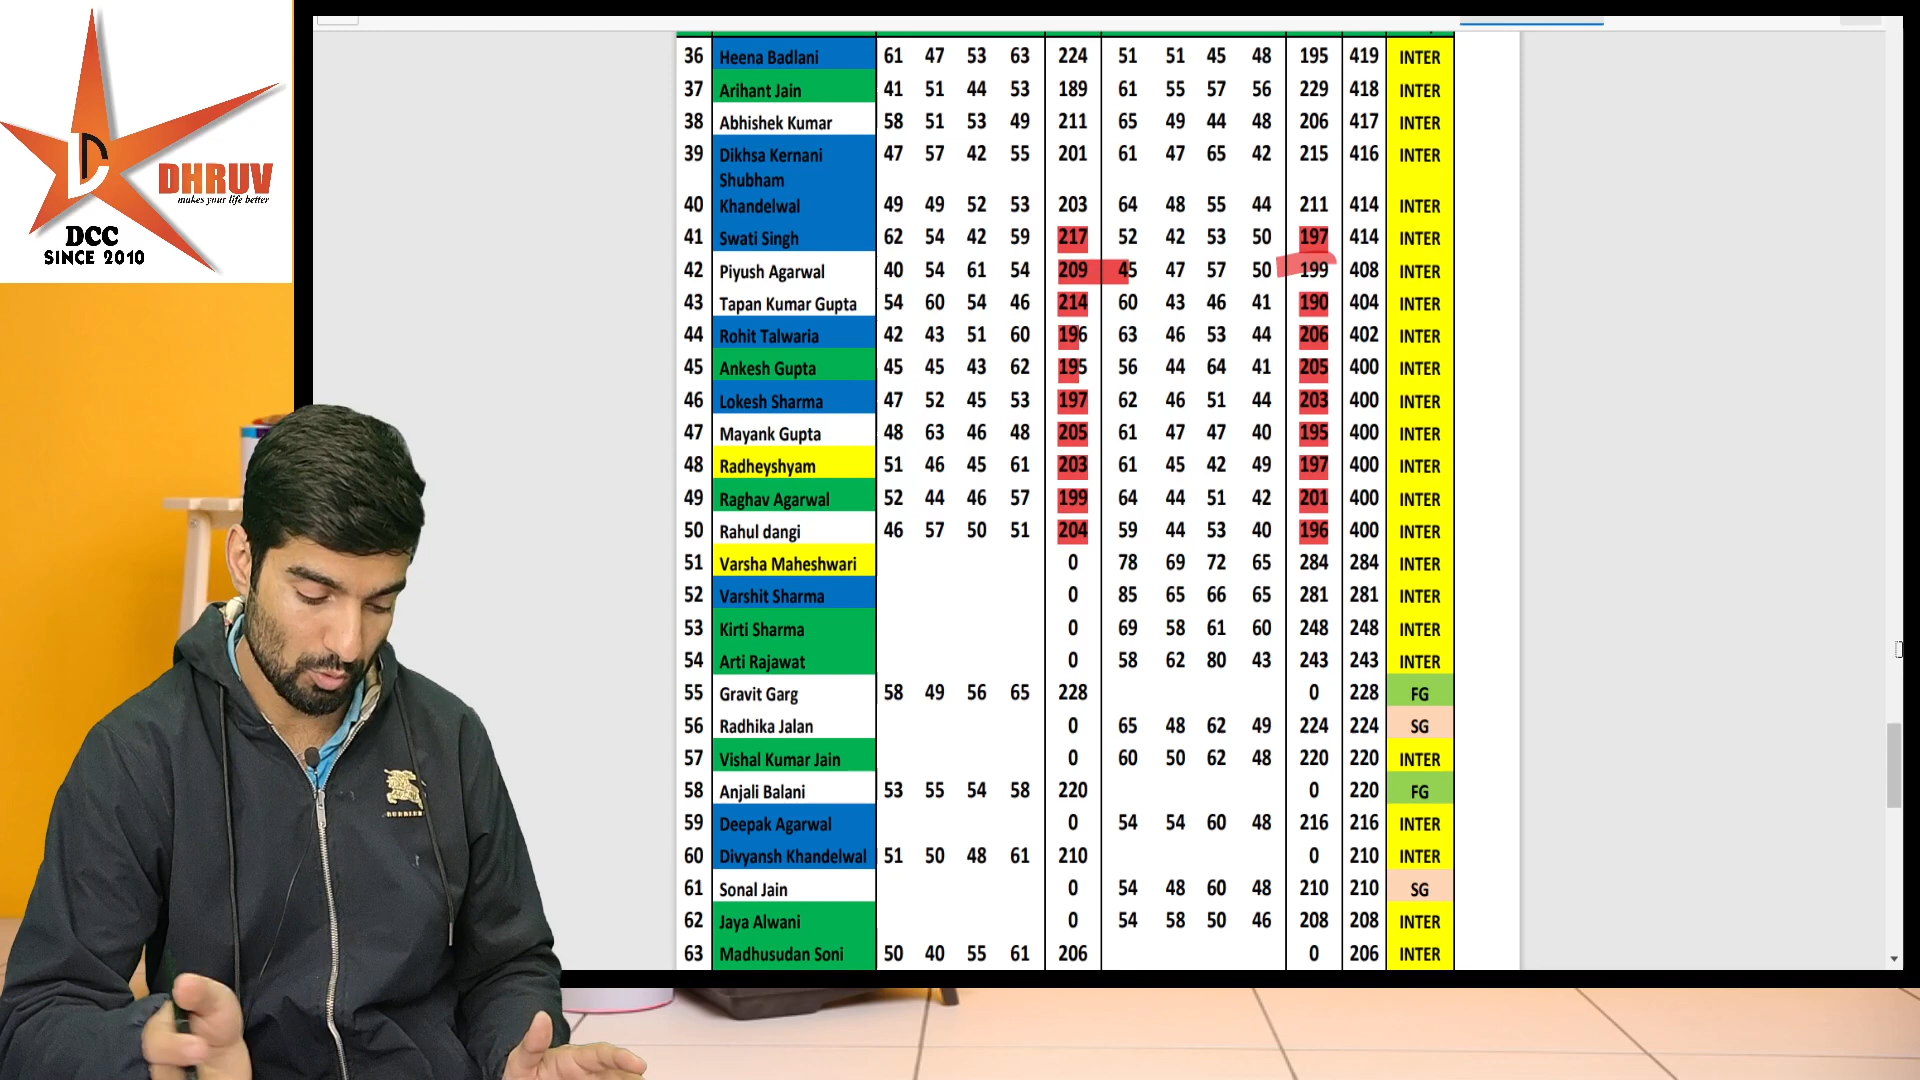 DC
DHRUV
makes your life better
DCC
SINCE 2010
36 Heena Badlani 61 47 53 63 224 51 51 45 48 195 419 INTER
37 Arihant Jain 41 51 44 53 189 61 55 57 56 229 418 INTER
38 Abhishek Kumar 58 51 53 49 211 65 49 44 48 206 417 INTER
39 Dikhsa Kernani 47 57 42 55 201 61 47 65 42 215 416 INTER
Shubham
40 Khandelwal 49 49 52 53 203 64 48 55 44 211 414 INTER
41 Swati Singh 62 54 42 59 217 52 42 53 50 197 414 INTER
42 Piyush Agarwal 40 54 61 54 209 45 47 57 50 199 408 INTER
43 Tapan Kumar Gupta 54 60 54 46 214 60 43 46 41 190 404 INTER
44 Rohit Talwaria 42 43 51 60 196 63 46 53 44 206 402 INTER
45 Ankesh Gupta 45 45 43 62 195 56 44 64 41 205 400 INTER
46 Lokesh Sharma 47 52 45 53 197 62 46 51 44 203 400 INTER
47 Mayank Gupta 48 63 46 48 205 61 47 47 40 195 400 INTER
48 Radheyshyam 51 46 45 61 203 61 45 42 49 197 400 INTER
49 Raghav Agarwal 52 44 46 57 199 64 44 51 42 201 400 INTER
50 Rahul dangi 46 57 50 51 204 59 44 53 40 196 400 INTER
51 Varsha Maheshwari 0 78 69 72 65 284 284 INTER
52 Varshit Sharma 0 85 65 66 65 281 281 INTER
53 Kirti Sharma 0 69 58 61 60 248 248 INTER
54 Arti Rajawat 0 58 62 80 43 243 243 INTER
55 Gravit Garg 58 49 56 65 228 0 228 FG
56 Radhika Jalan 0 65 48 62 49 224 224 SG
57 Vishal Kumar Jain 0 60 50 62 48 220 220 INTER
58 Anjali Balani 53 55 54 58 220 0 220 FG
59 Deepak Agarwal 0 54 54 60 48 216 216 INTER
60 Divyansh Khandelwal 51 50 48 61 210 0 210 INTER
61 Sonal Jain 0 54 48 60 48 210 210 SG
62 Jaya Alwani 0 54 58 50 46 208 208 INTER
63 Madhusudan Soni 50 40 55 61 206 0 206 INTER